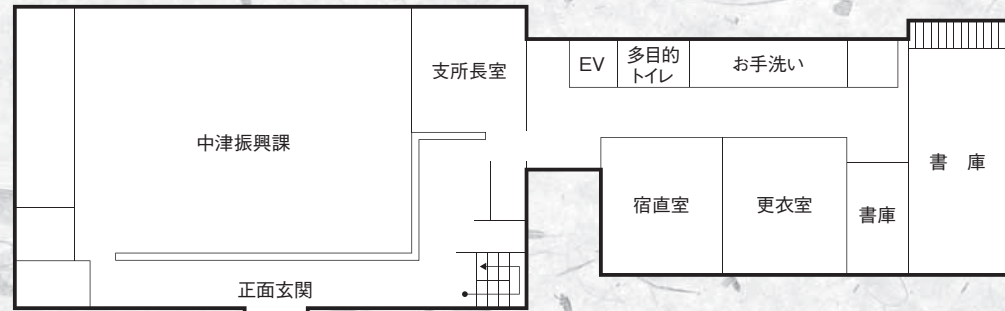 支所長室
EV
多目的
トイレ
お手洗い
中津振興課
書 庫
宿直室
更衣室
書庫
正面玄関